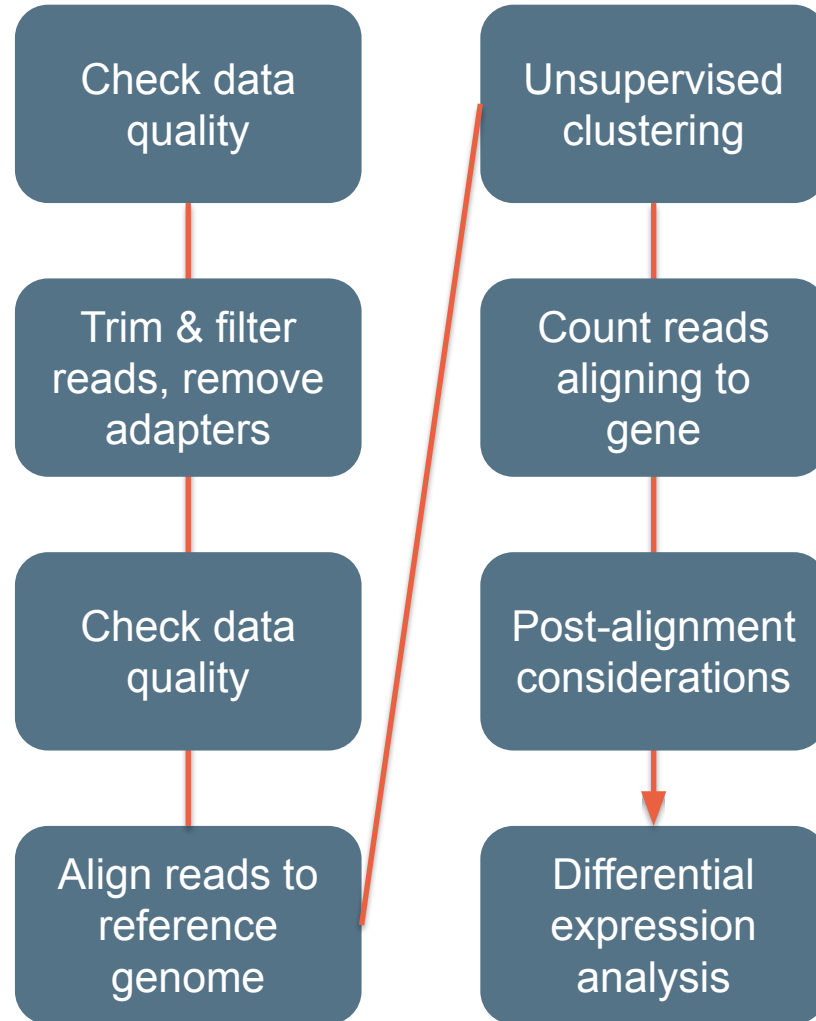 Check data
quality
Trim & filter
reads, remove
adapters
Check data
quality
Align reads to
reference
genome
Unsupervised
clustering
Count reads
aligning to
gene
Post-alignment
considerations
Differential
expression
analysis